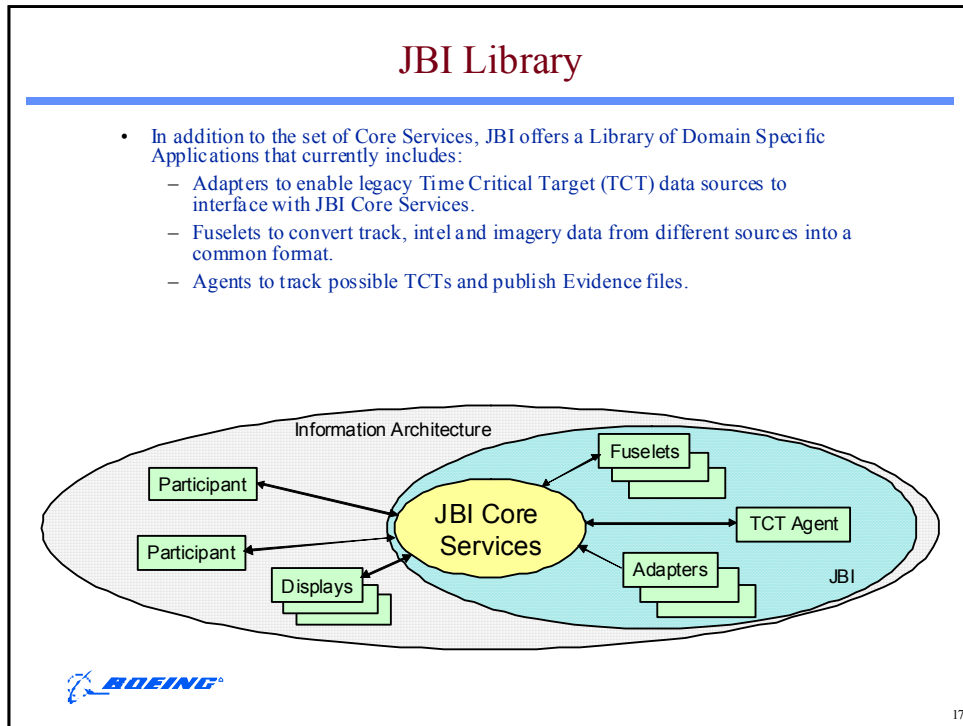 JBI Library
• In addition to the set of Core Services, JBI offers a Library of Domain Specific
Applications that currently includes:
– Adapters to enable legacy Time Critical Target (TCT) data sources to
interface with JBI Core Services.
– Fuselets to convert track, intel and imagery data from different sources into a
common format.
– Agents to track possible TCTs and publish Evidence files.
Information Architecture
Fuselets
Participant
JBI Core
Services
TCT Agent
Participant
Adapters
Displays
JBI
BOEING®
17